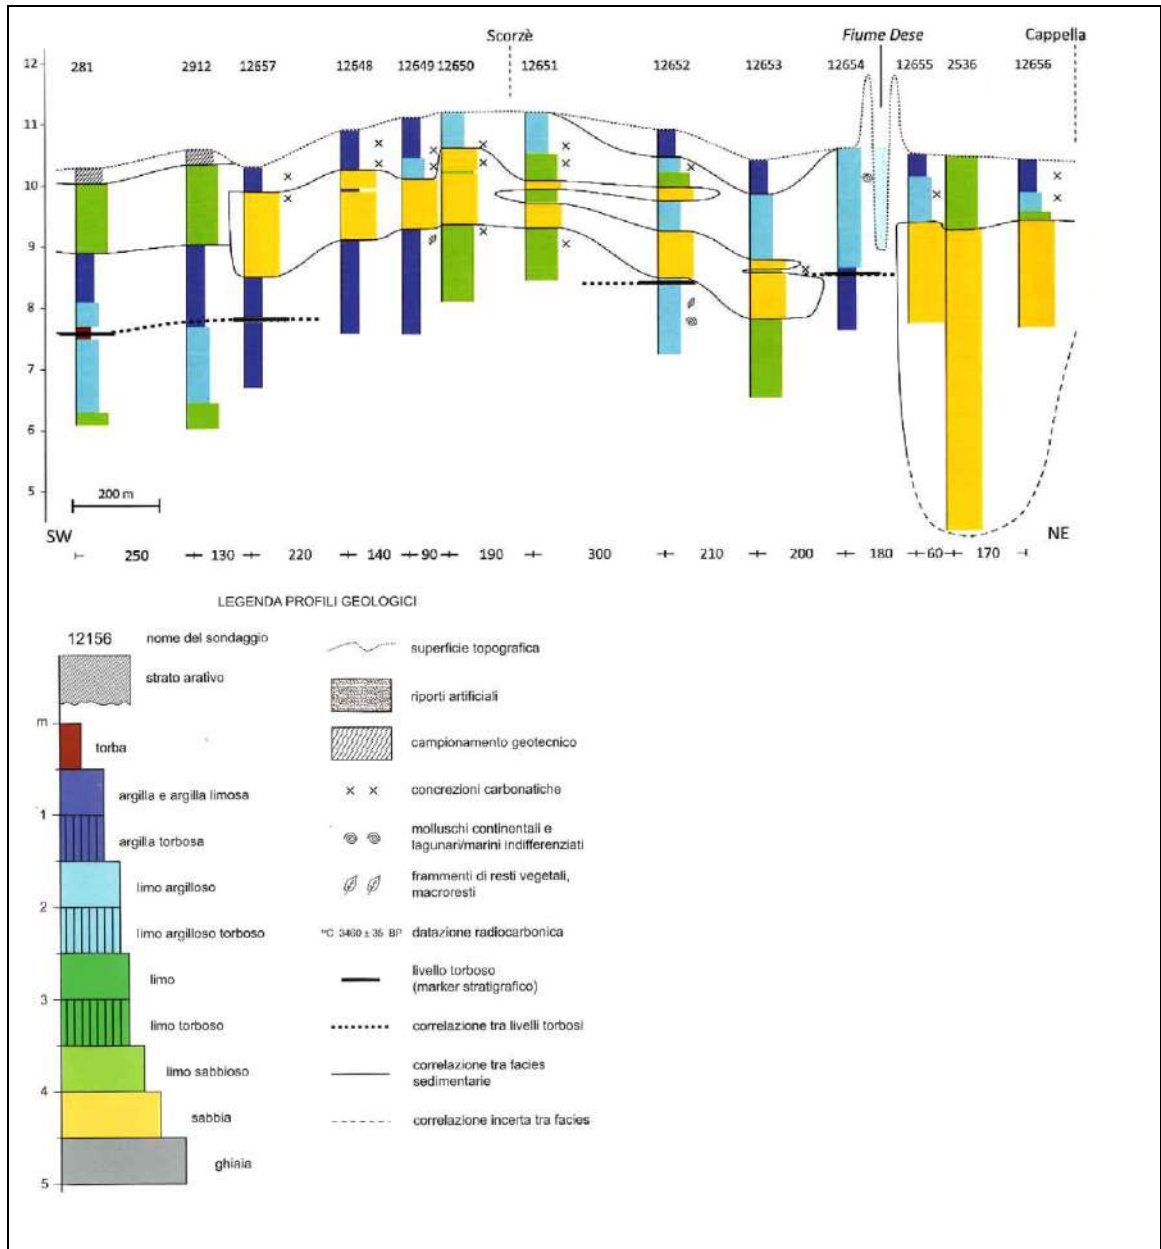 Scorzè Fiume Dese Cappella
281 2912 12657 12648 12649 12650 12651 12652 12653 12654 12655 2536 12656
12
11
10
9
8
7
6
5
200 m
SW NE
250 130 220 140 90 190 300 210 200 180 60 170
LEGENDA PROFILI GEOLOGICI
12156 nome del sondaggio
strato arativo
m
torba
argilla e argilla limosa
1
argilla torbosa
limo argilloso
2
limo argilloso torboso
limo
3
limo torboso
limo sabbioso
4
sabbia
ghiaia
5
superficie topografica
riporti artificiali
campionamento geotecnico
concrezioni carbonatiche
molluschi continentali e
lagunari/marini indifferenziati
frammenti di resti vegetali,
macroresti
¹⁴C 3460 ± 35 BP datazione radiocarbonica
livello torboso
(marker stratigrafico)
correlazione tra livelli torbosi
correlazione tra facies
sedimentarie
correlazione incerta tra facies